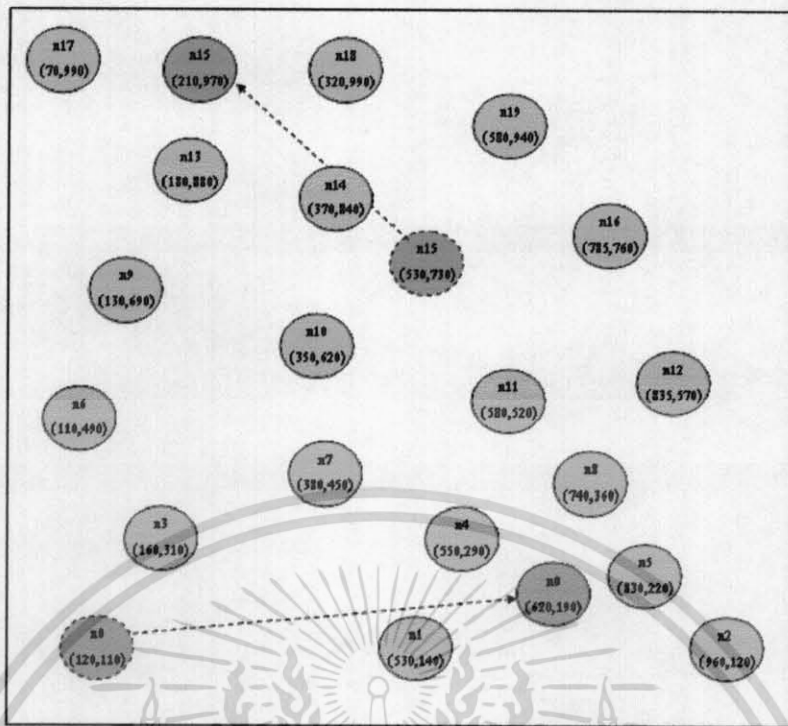 n17
(70,990)
n15
(210,970)
n18
(320,990)
n19
(580,940)
n13
(180,880)
n14
(370,840)
n16
(785,760)
n15
(530,730)
n9
(130,690)
n10
(350,620)
n12
(835,570)
n11
(580,520)
n6
(110,490)
n7
(380,450)
n8
(740,360)
n3
(160,310)
n4
(550,290)
n5
(830,220)
n0
(620,190)
n0
(120,110)
n1
(530,140)
n2
(960,120)